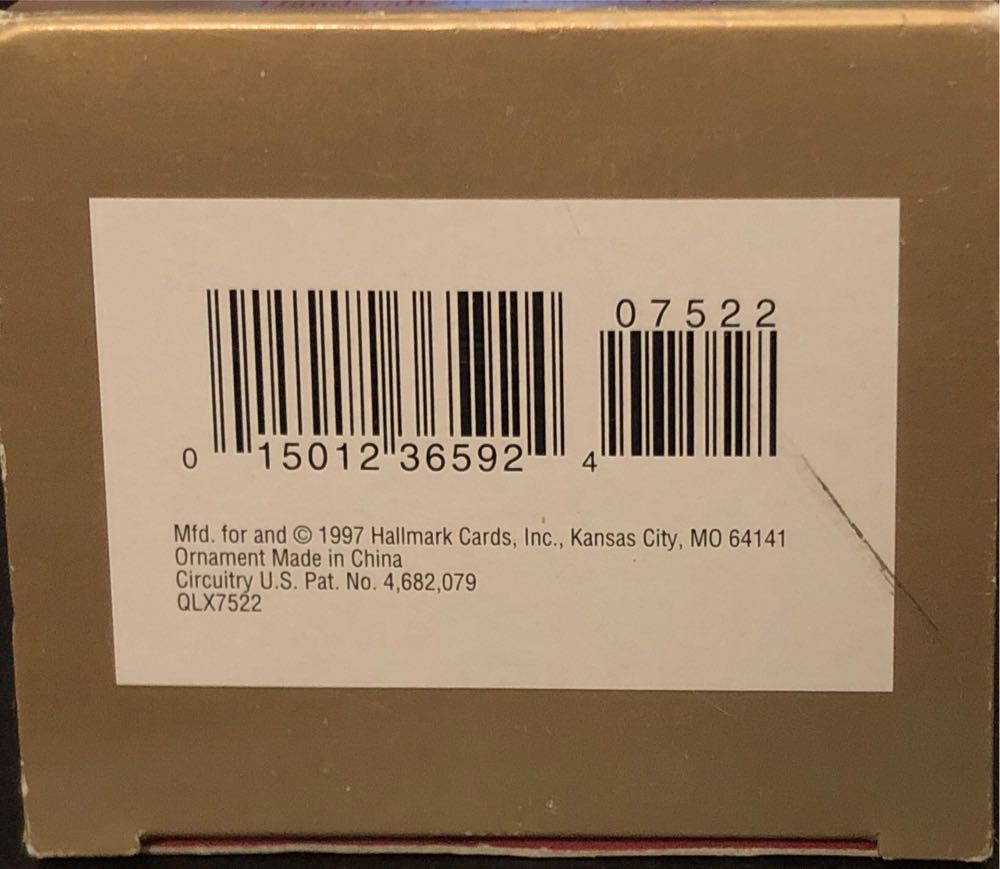 07522
0 15012 36592 4
Mfd. for and © 1997 Hallmark Cards, Inc., Kansas City, MO 64141
Ornament Made in China
Circuitry U.S. Pat. No. 4,682,079
QLX7522